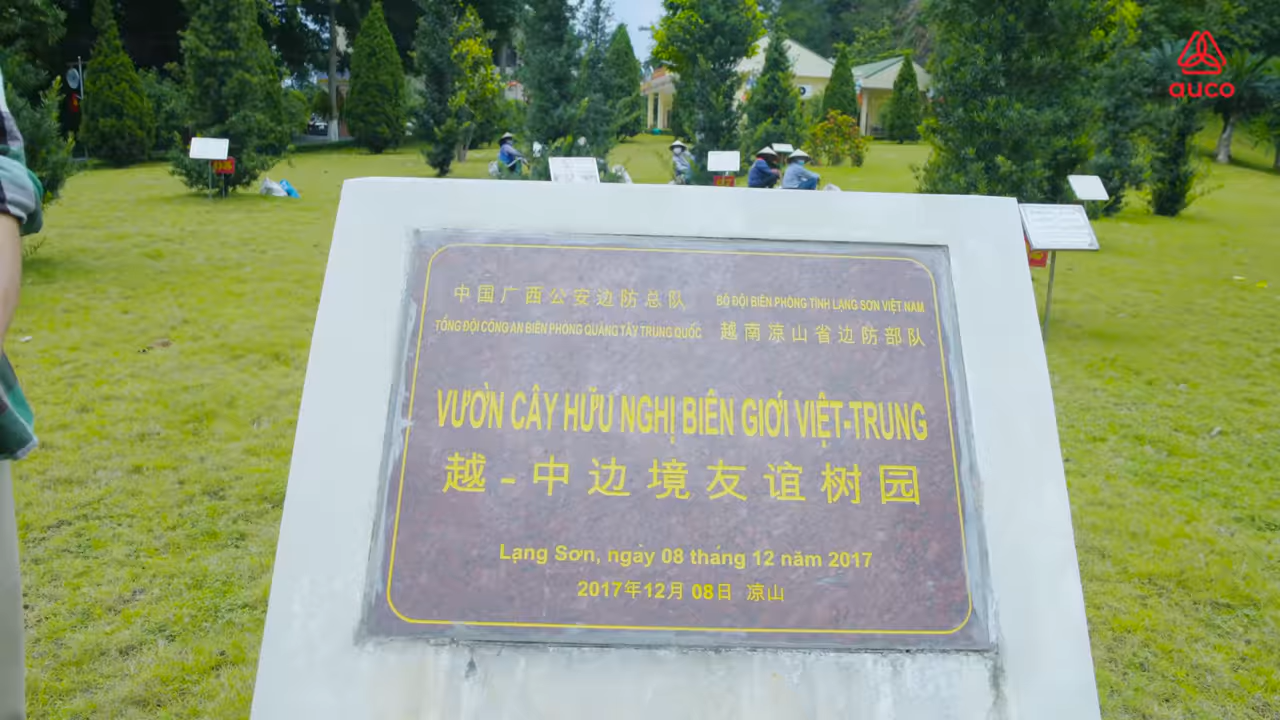 auco
中国广西公安边防总队
TỔNG ĐỘI CÔNG AN BIÊN PHÒNG QUẢNG TÂY TRUNG QUỐC
BỘ ĐỘI BIÊN PHÒNG TỈNH LẠNG SƠN VIỆT NAM
越南凉山省边防部队
VƯỜN CÂY HỮU NGHỊ BIÊN GIỚI VIỆT-TRUNG
越-中边境友谊树园
Lạng Sơn, ngày 08 tháng 12 năm 2017
2017年12月 08日 凉山